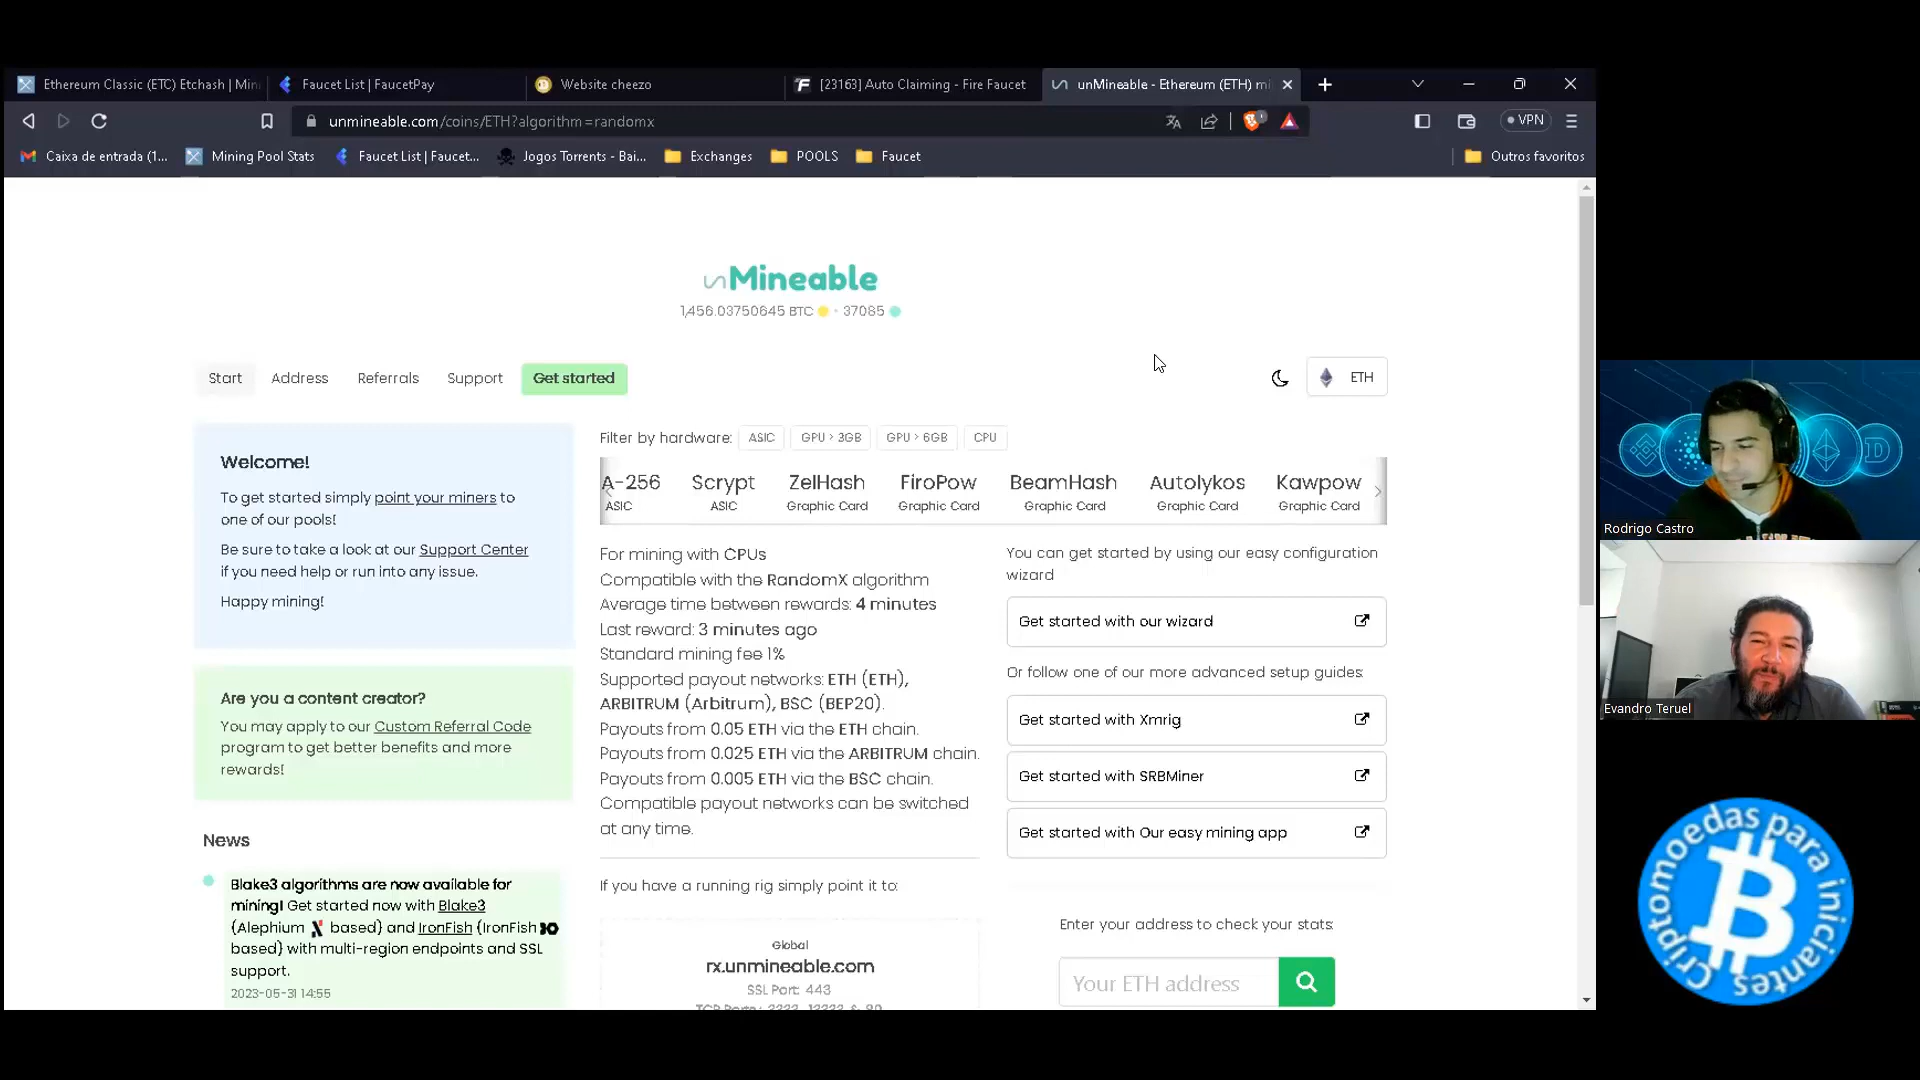 Ethereum Classic (ETC) Etchash | Min
Faucet List | FaucetPay
Website cheezo
[23163] Auto Claiming - Fire Faucet
unMineable - Ethereum (ETH) mi
unmineable.com/coins/ETH?algorithm=randomx
VPN
Caixa de entrada (1...
Mining Pool Stats
Faucet List | Faucet...
Jogos Torrents - Bai...
Exchanges
POOLS
Faucet
Outros favoritos
unMineable
1,456.03750645 BTC • 37085
Start
Address
Referrals
Support
Get started
ETH
Welcome!
To get started simply point your miners to
one of our pools!
Be sure to take a look at our Support Center
if you need help or run into any issue.
Happy mining!
Are you a content creator?
You may apply to our Custom Referral Code
program to get better benefits and more
rewards!
News
Blake3 algorithms are now available for
mining! Get started now with Blake3
(Alephium based) and IronFish (IronFish
based) with multi-region endpoints and SSL
support.
2023-05-31 14:55
Filter by hardware: ASIC GPU > 3GB GPU > 6GB CPU
A-256 Scrypt ZelHash FiroPow BeamHash Autolykos Kawpow
ASIC ASIC Graphic Card Graphic Card Graphic Card Graphic Card Graphic Card
For mining with CPUs
Compatible with the RandomX algorithm
Average time between rewards: 4 minutes
Last reward: 3 minutes ago
Standard mining fee 1%
Supported payout networks: ETH (ETH),
ARBITRUM (Arbitrum), BSC (BEP20).
Payouts from 0.05 ETH via the ETH chain.
Payouts from 0.025 ETH via the ARBITRUM chain.
Payouts from 0.005 ETH via the BSC chain.
Compatible payout networks can be switched
at any time.
If you have a running rig simply point it to:
Global
rx.unmineable.com
SSL Port: 443
You can get started by using our easy configuration
wizard
Get started with our wizard
Or follow one of our more advanced setup guides:
Get started with Xmrig
Get started with SRBMiner
Get started with Our easy mining app
Enter your address to check your stats:
Your ETH address
Rodrigo Castro
Evandro Teruel
Criptomoedas para iniciantes